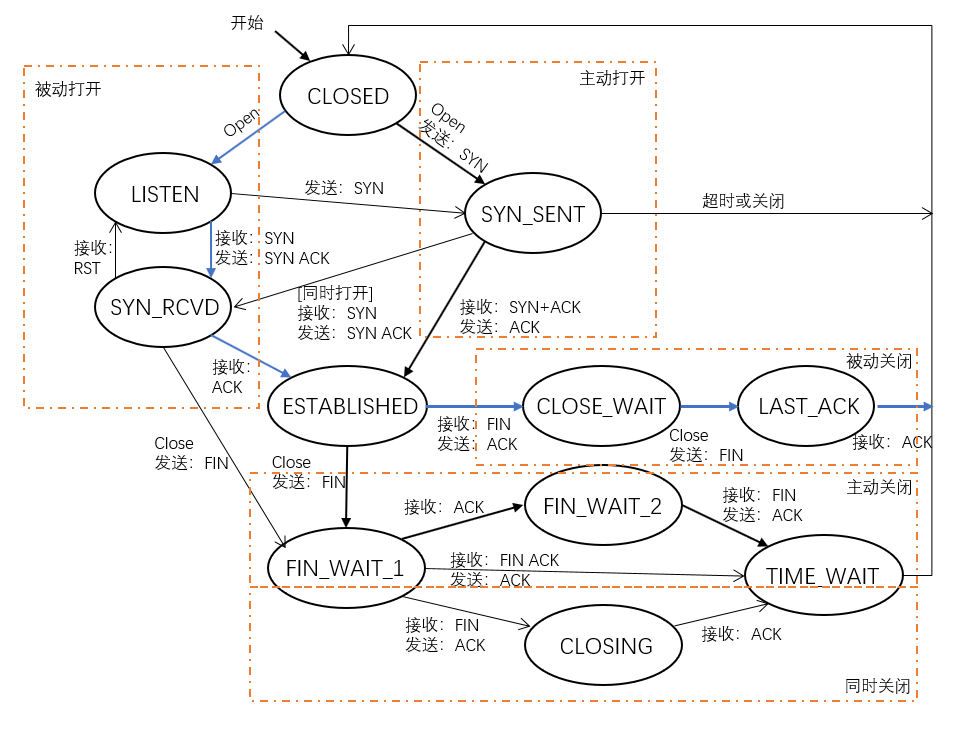 开始
CLOSED
被动打开
主动打开
Open
Open
发送：SYN
LISTEN
发送：SYN
SYN_SENT
超时或关闭
接收：
RST
接收：SYN
发送：SYN ACK
SYN_RCVD
[同时打开]
接收：SYN
发送：SYN ACK
接收：SYN+ACK
发送：ACK
接收：
ACK
被动关闭
ESTABLISHED
CLOSE_WAIT
LAST_ACK
接收：FIN
发送：ACK
Close
发送：FIN
接收：ACK
Close
发送：FIN
Close
发送：FIN
主动关闭
接收：ACK
FIN_WAIT_2
接收：FIN
发送：ACK
FIN_WAIT_1
接收：FIN ACK
发送：ACK
TIME_WAIT
接收：FIN
发送：ACK
CLOSING
接收：ACK
同时关闭